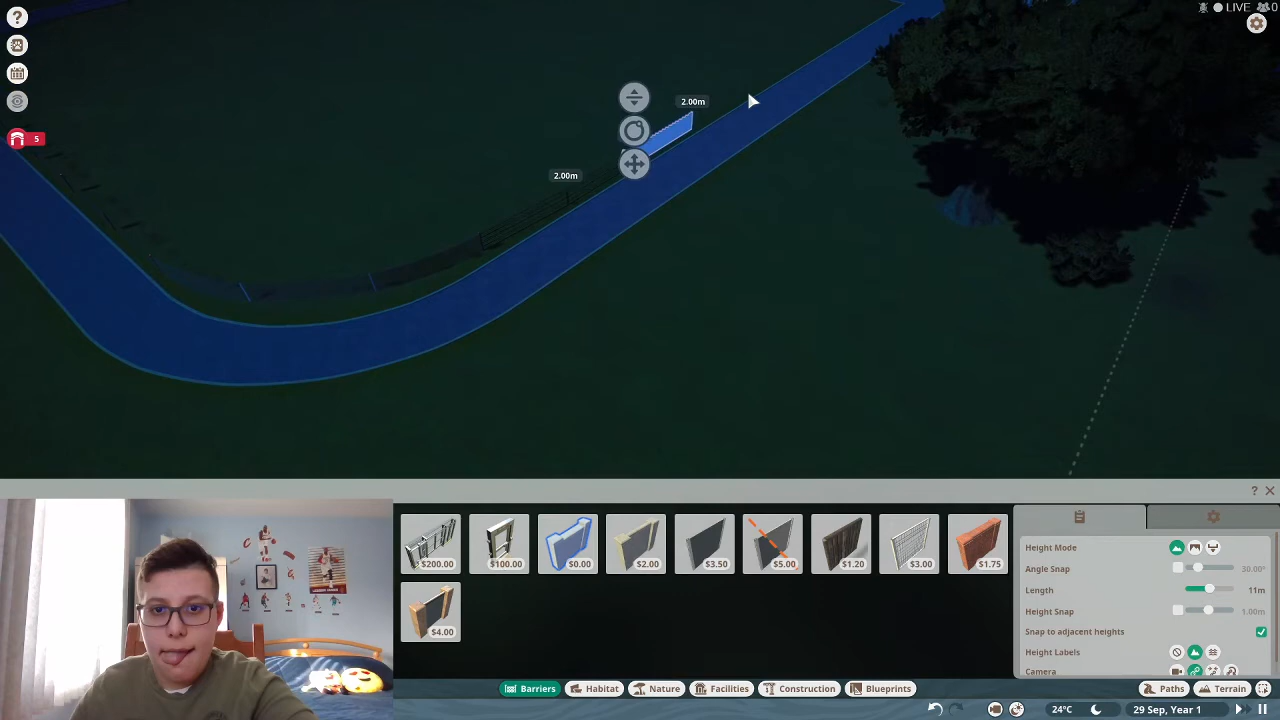 ?
LIVE 0
2.00m
5
2.00m
? ×
$200.00 $100.00 $0.00 $2.00 $3.50 $5.00 $1.20 $3.00 $1.75
$4.00
Height Mode
Angle Snap 30.00°
Length 11m
Height Snap 1.00m
Snap to adjacent heights
Height Labels
Camera
Barriers Habitat Nature Facilities Construction Blueprints Paths Terrain
24°C 29 Sep, Year 1